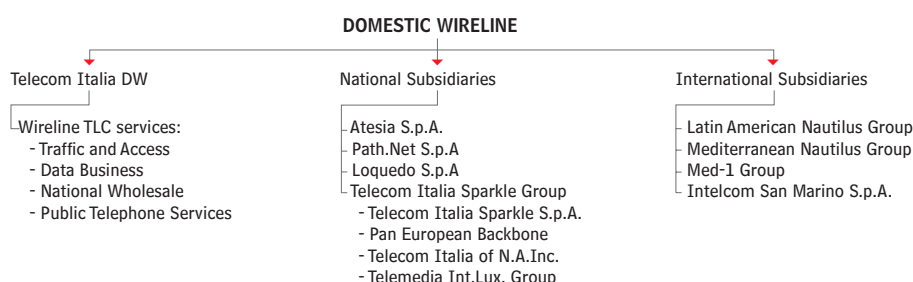 DOMESTIC WIRELINE
Telecom Italia DW
Wireline TLC services:
- Traffic and Access
- Data Business
- National Wholesale
- Public Telephone Services
National Subsidiaries
Atesia S.p.A.
Path.Net S.p.A
Loquedo S.p.A
Telecom Italia Sparkle Group
- Telecom Italia Sparkle S.p.A.
- Pan European Backbone
- Telecom Italia of N.A.Inc.
- Telemedia Int.Lux. Group
International Subsidiaries
Latin American Nautilus Group
Mediterranean Nautilus Group
Med-1 Group
Intelcom San Marino S.p.A.